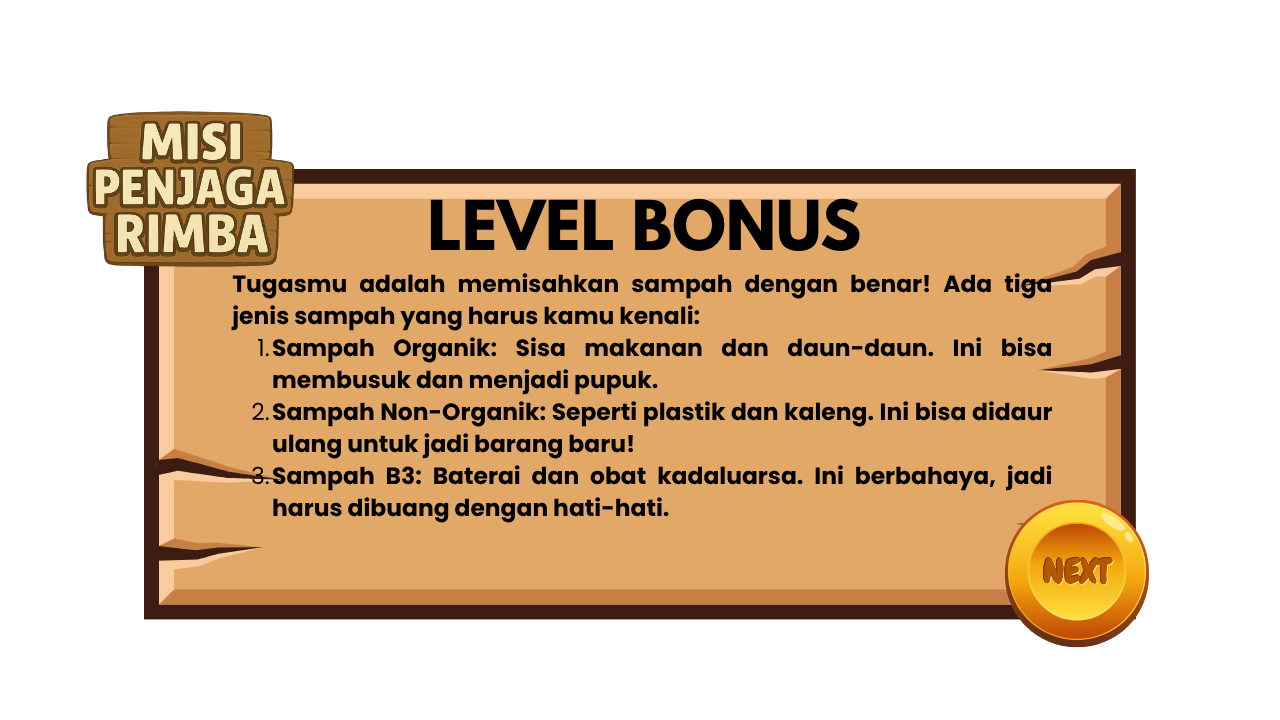 MISI
PENJAGA
RIMBA
LEVEL BONUS
Tugasmu adalah memisahkan sampah dengan benar! Ada tiga
jenis sampah yang harus kamu kenali:
1. Sampah Organik: Sisa makanan dan daun-daun. Ini bisa
membusuk dan menjadi pupuk.
2. Sampah Non-Organik: Seperti plastik dan kaleng. Ini bisa didaur
ulang untuk jadi barang baru!
3. Sampah B3: Baterai dan obat kadaluarsa. Ini berbahaya, jadi
harus dibuang dengan hati-hati.
NEXT